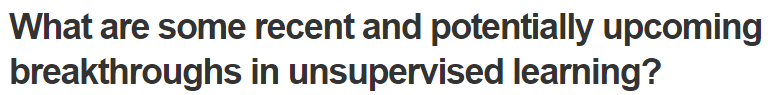 What are some recent and potentially upcoming
breakthroughs in unsupervised learning?